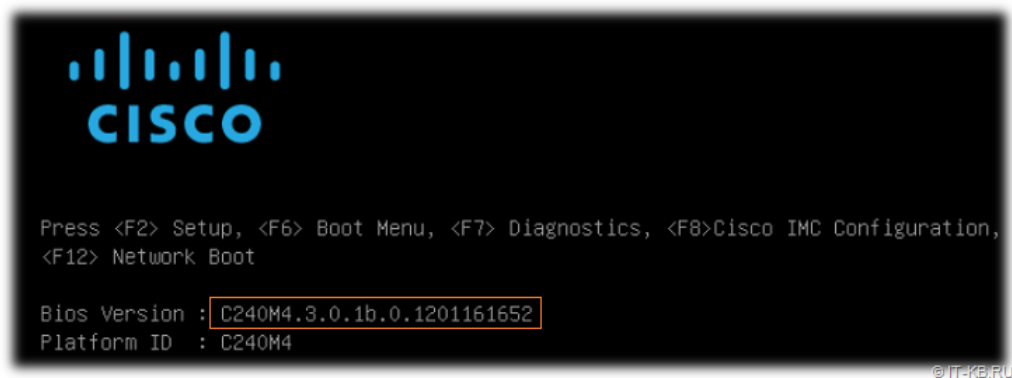 CISCO
Press <F2> Setup, <F6> Boot Menu, <F7> Diagnostics, <F8>Cisco IMC Configuration,
<F12> Network Boot
Bios Version : C240M4.3.0.1b.0.1201161652
Platform ID  : C240M4
© IT-KB.RU